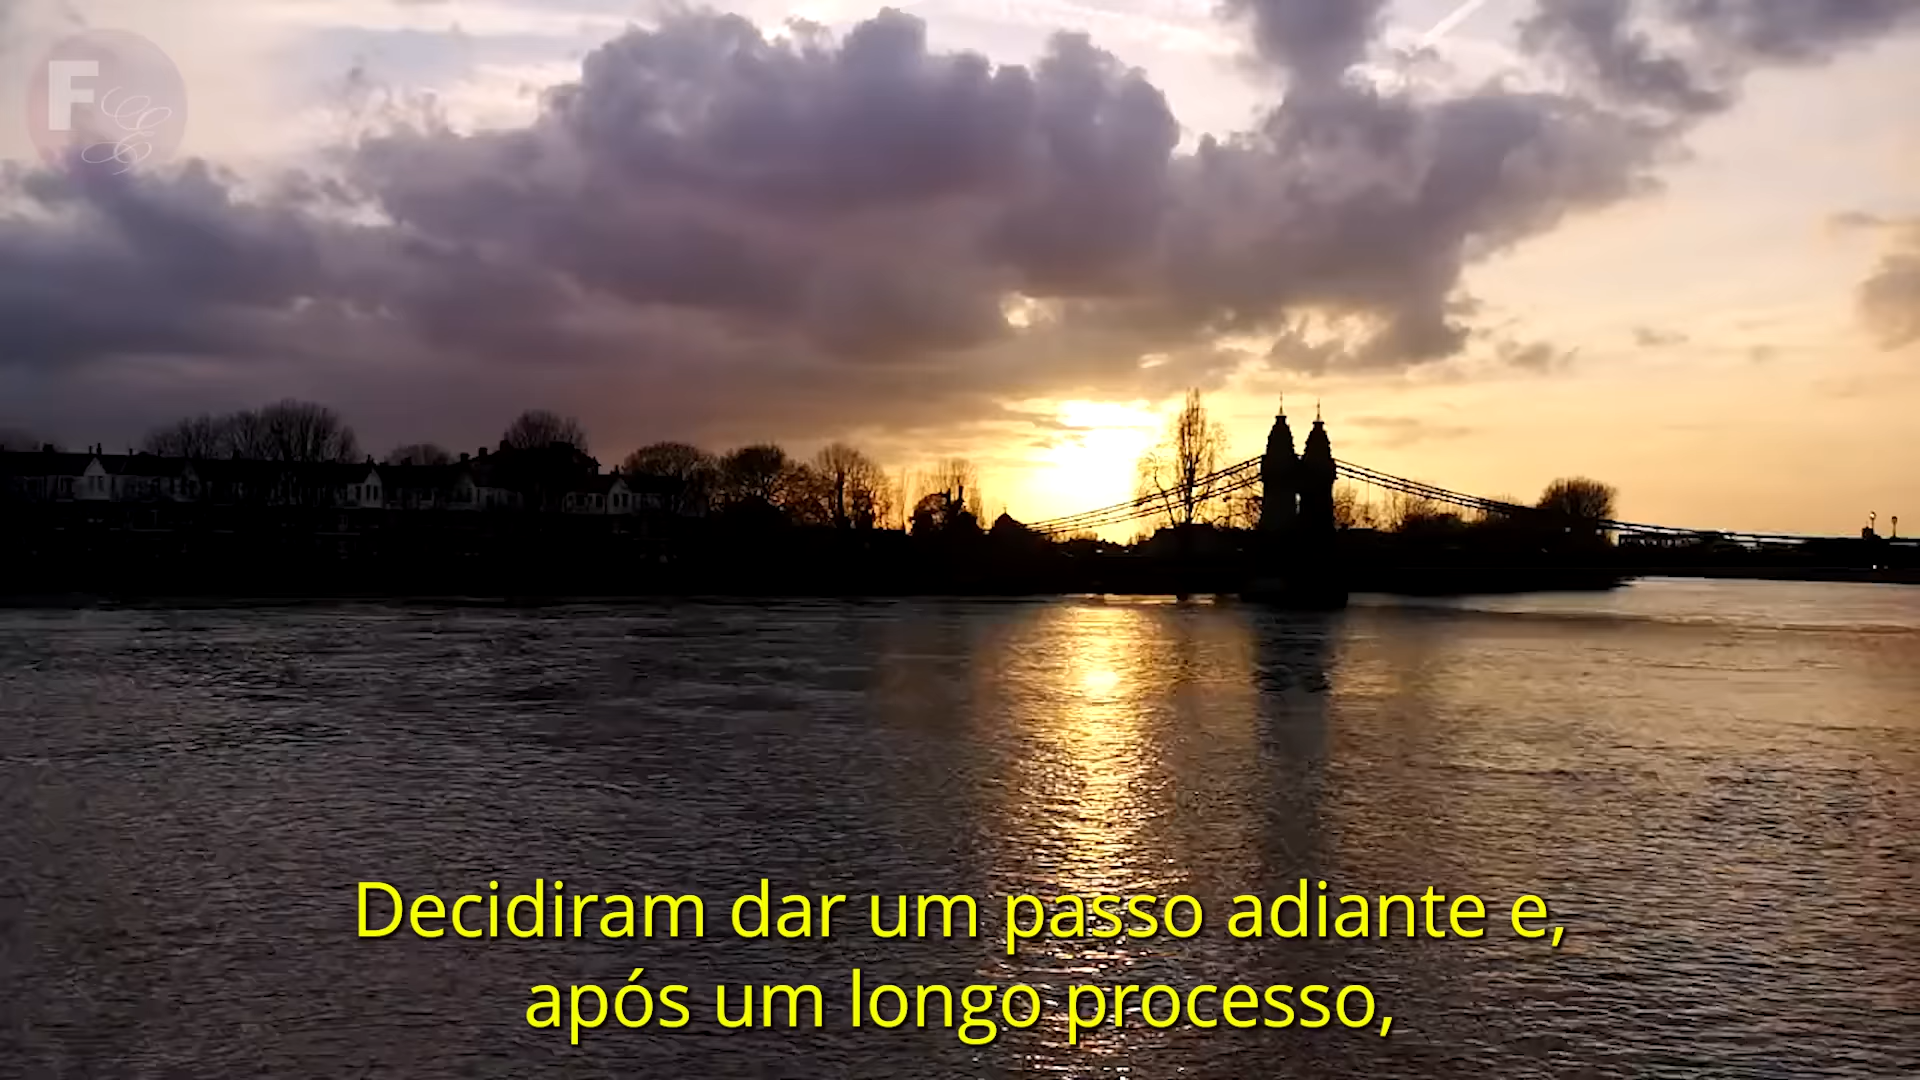 F
Decidiram dar um passo adiante e,
após um longo processo,